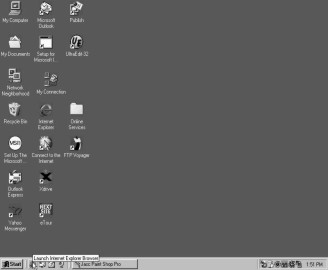 My Computer
Microsoft Outlook
Publish
My Documents
Setup for Microsoft I...
UltraEdit 32
Network Neighborhood
My Connection
Recycle Bin
Internet Explorer
Online Services
Set Up The Microsoft...
Connect to the Internet
FTP Voyager
Outlook Express
Xdrive
Yahoo Messenger
NEXT SITE
eTour
Launch Internet Explorer Browser
Start
Jasc Paint Shop Pro
1:51 PM